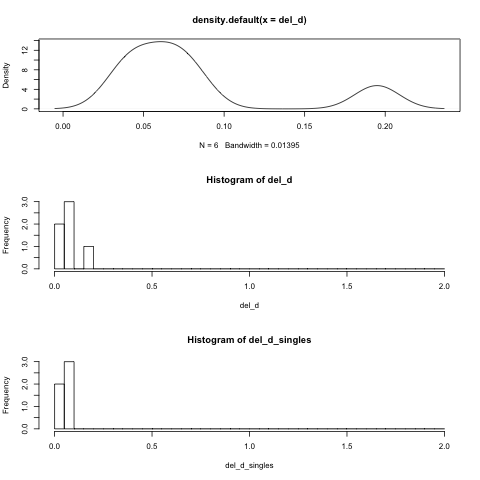 density.default(x = del_d)
Density
0 4 8 12
0.00 0.05 0.10 0.15 0.20
N = 6 Bandwidth = 0.01395
Histogram of del_d
Frequency
0.0 1.0 2.0 3.0
0.0 0.5 1.0 1.5 2.0
del_d
Histogram of del_d_singles
Frequency
0.0 1.0 2.0 3.0
0.0 0.5 1.0 1.5 2.0
del_d_singles